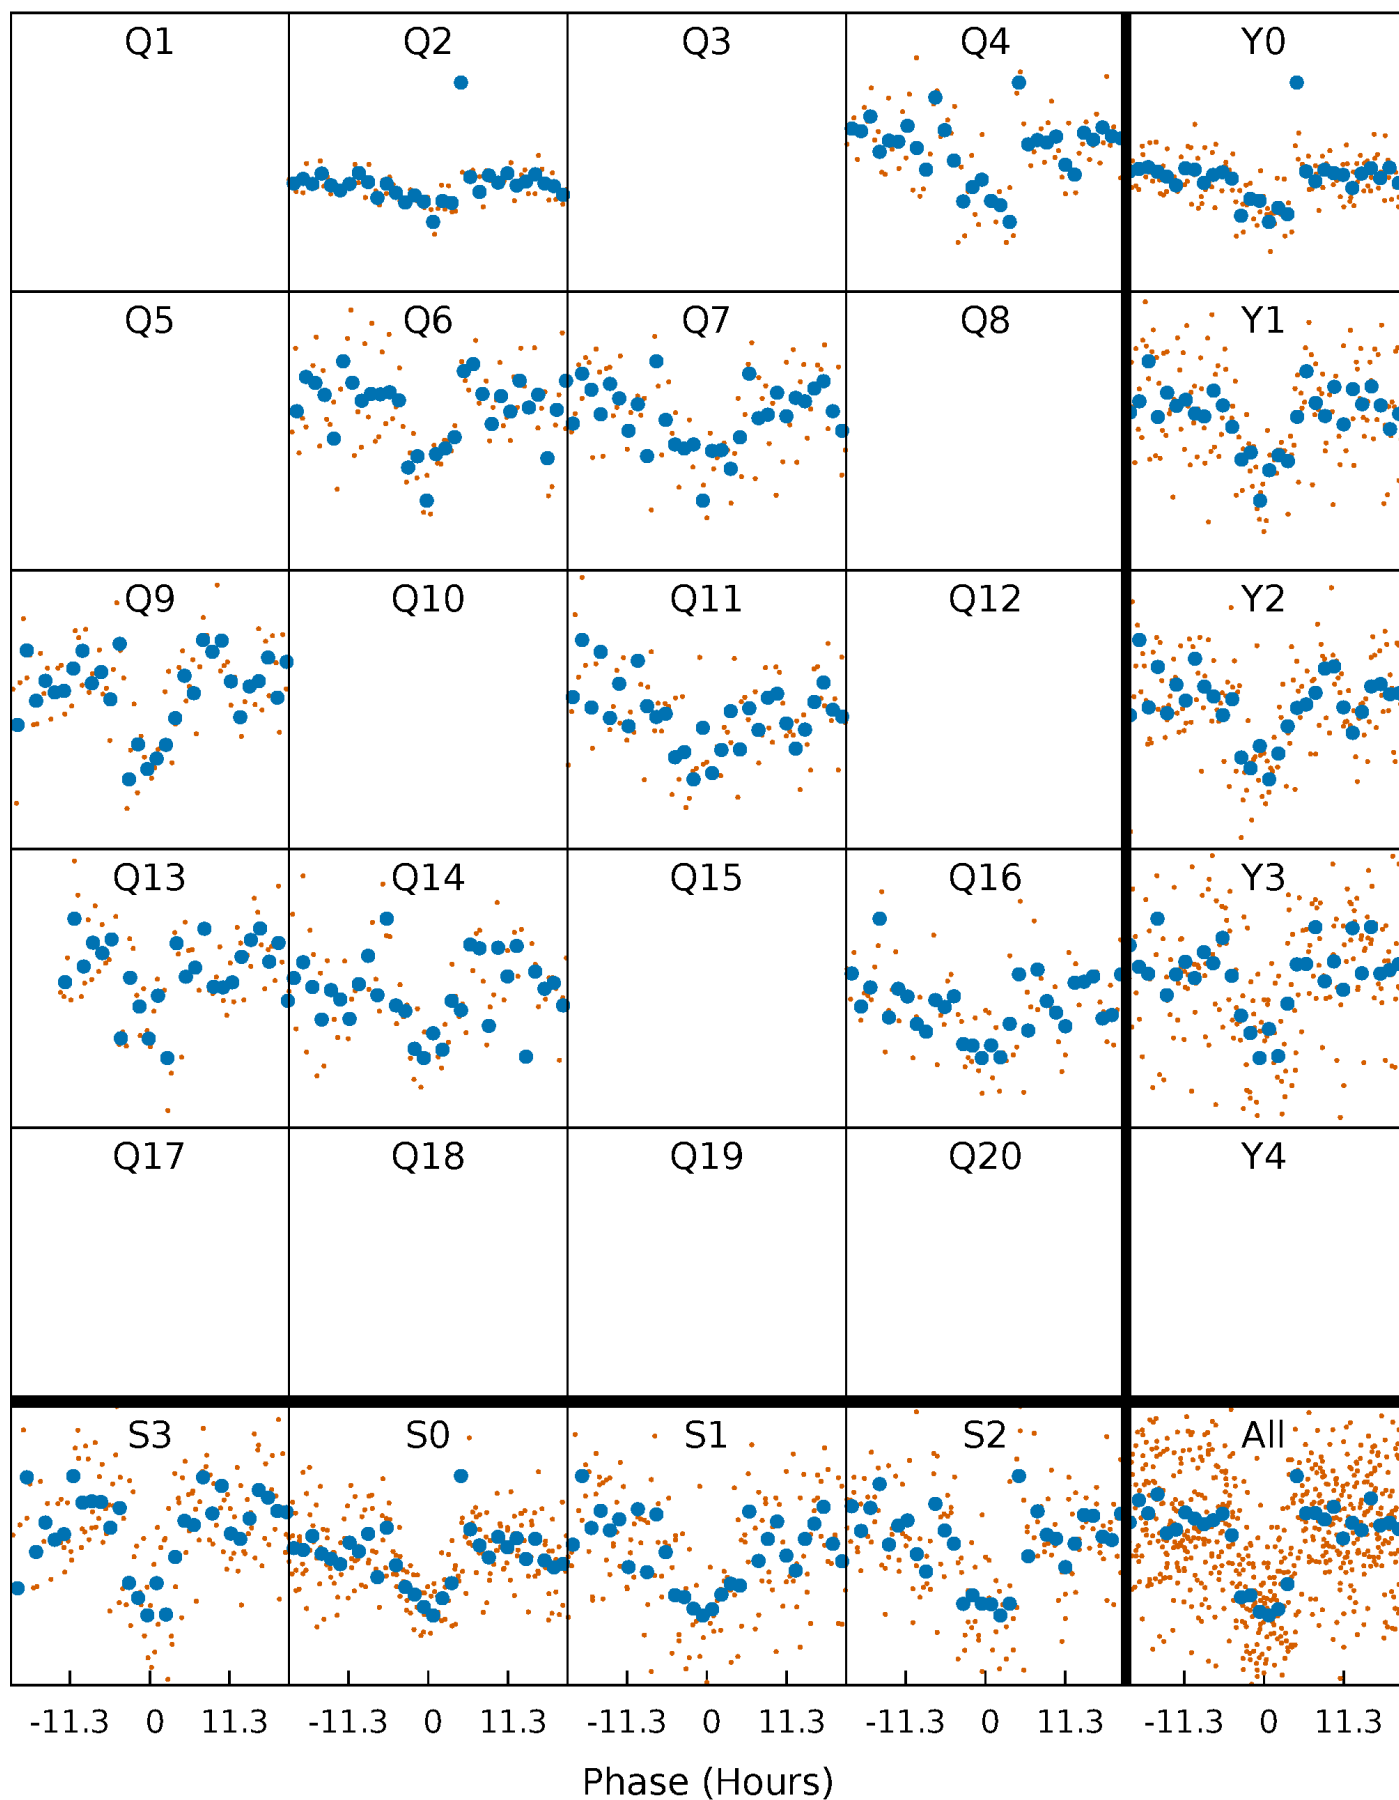 Q1 Q2 Q3 Q4 Y0
Q5 Q6 Q7 Q8 Y1
Q9 Q10 Q11 Q12 Y2
Q13 Q14 Q15 Q16 Y3
Q17 Q18 Q19 Q20 Y4
S3 S0 S1 S2 All
-11.3 0 11.3 -11.3 0 11.3 -11.3 0 11.3 -11.3 0 11.3 -11.3 0 11.3
Phase (Hours)